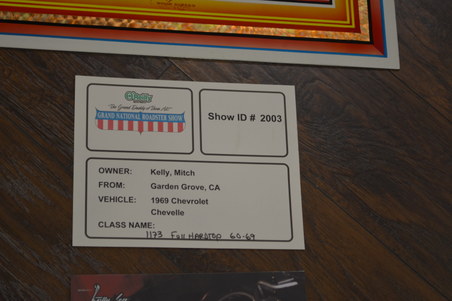 "The Grand Daddy of Them All"
GRAND NATIONAL ROADSTER SHOW
Show ID # 2003
OWNER: Kelly, Mitch
FROM: Garden Grove, CA
VEHICLE: 1969 Chevrolet
Chevelle
CLASS NAME:
1173 FULL HARDTOP 60-69